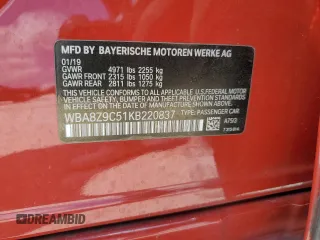 MFD BY BAYERISCHE MOTOREN WERKE AG
01/19
GVWR 4971 lbs 2255 kg
GAWR FRONT 2315 lbs 1050 kg
GAWR REAR 2811 lbs 1275 kg
THIS VEHICLE CONFORMS TO ALL APPLICABLE U.S. FEDERAL MOTOR
VEHICLE SAFETY, BUMPER, AND THEFT PREVENTION STANDARDS IN
EFFECT ON THE DATE OF MANUFACTURE SHOWN ABOVE.
WBA8Z9C51KB220837 TYPE: PASSENGER CAR
DREAMBID